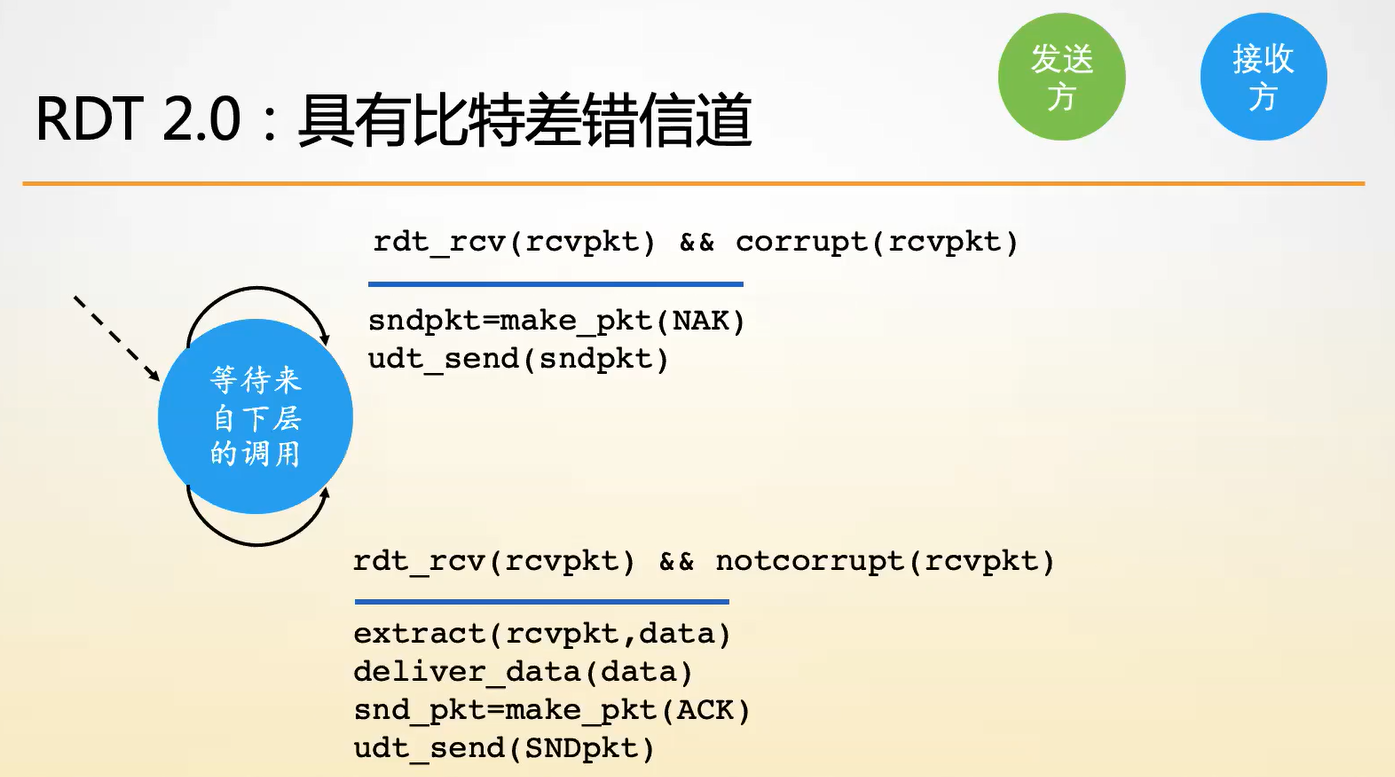 发送
方
接收
方
RDT 2.0：具有比特差错信道
rdt_rcv(rcvpkt) && corrupt(rcvpkt)
sndpkt=make_pkt(NAK)
udt_send(sndpkt)
等待来
自下层
的调用
rdt_rcv(rcvpkt) && notcorrupt(rcvpkt)
extract(rcvpkt,data)
deliver_data(data)
snd_pkt=make_pkt(ACK)
udt_send(SNDpkt)